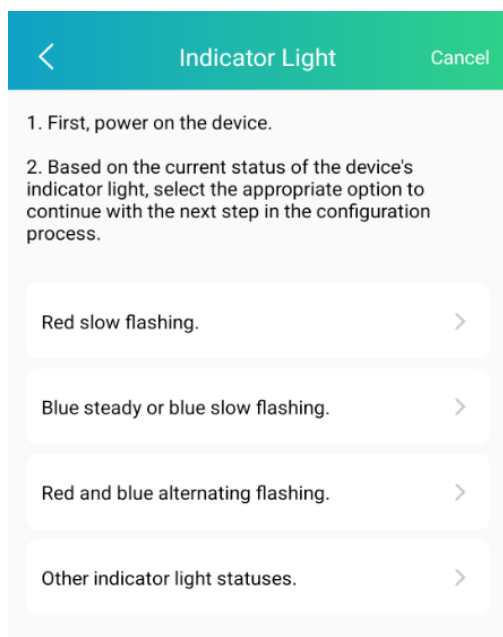 Indicator Light
Cancel
1. First, power on the device.
2. Based on the current status of the device's
indicator light, select the appropriate option to
continue with the next step in the configuration
process.
Red slow flashing.
Blue steady or blue slow flashing.
Red and blue alternating flashing.
Other indicator light statuses.